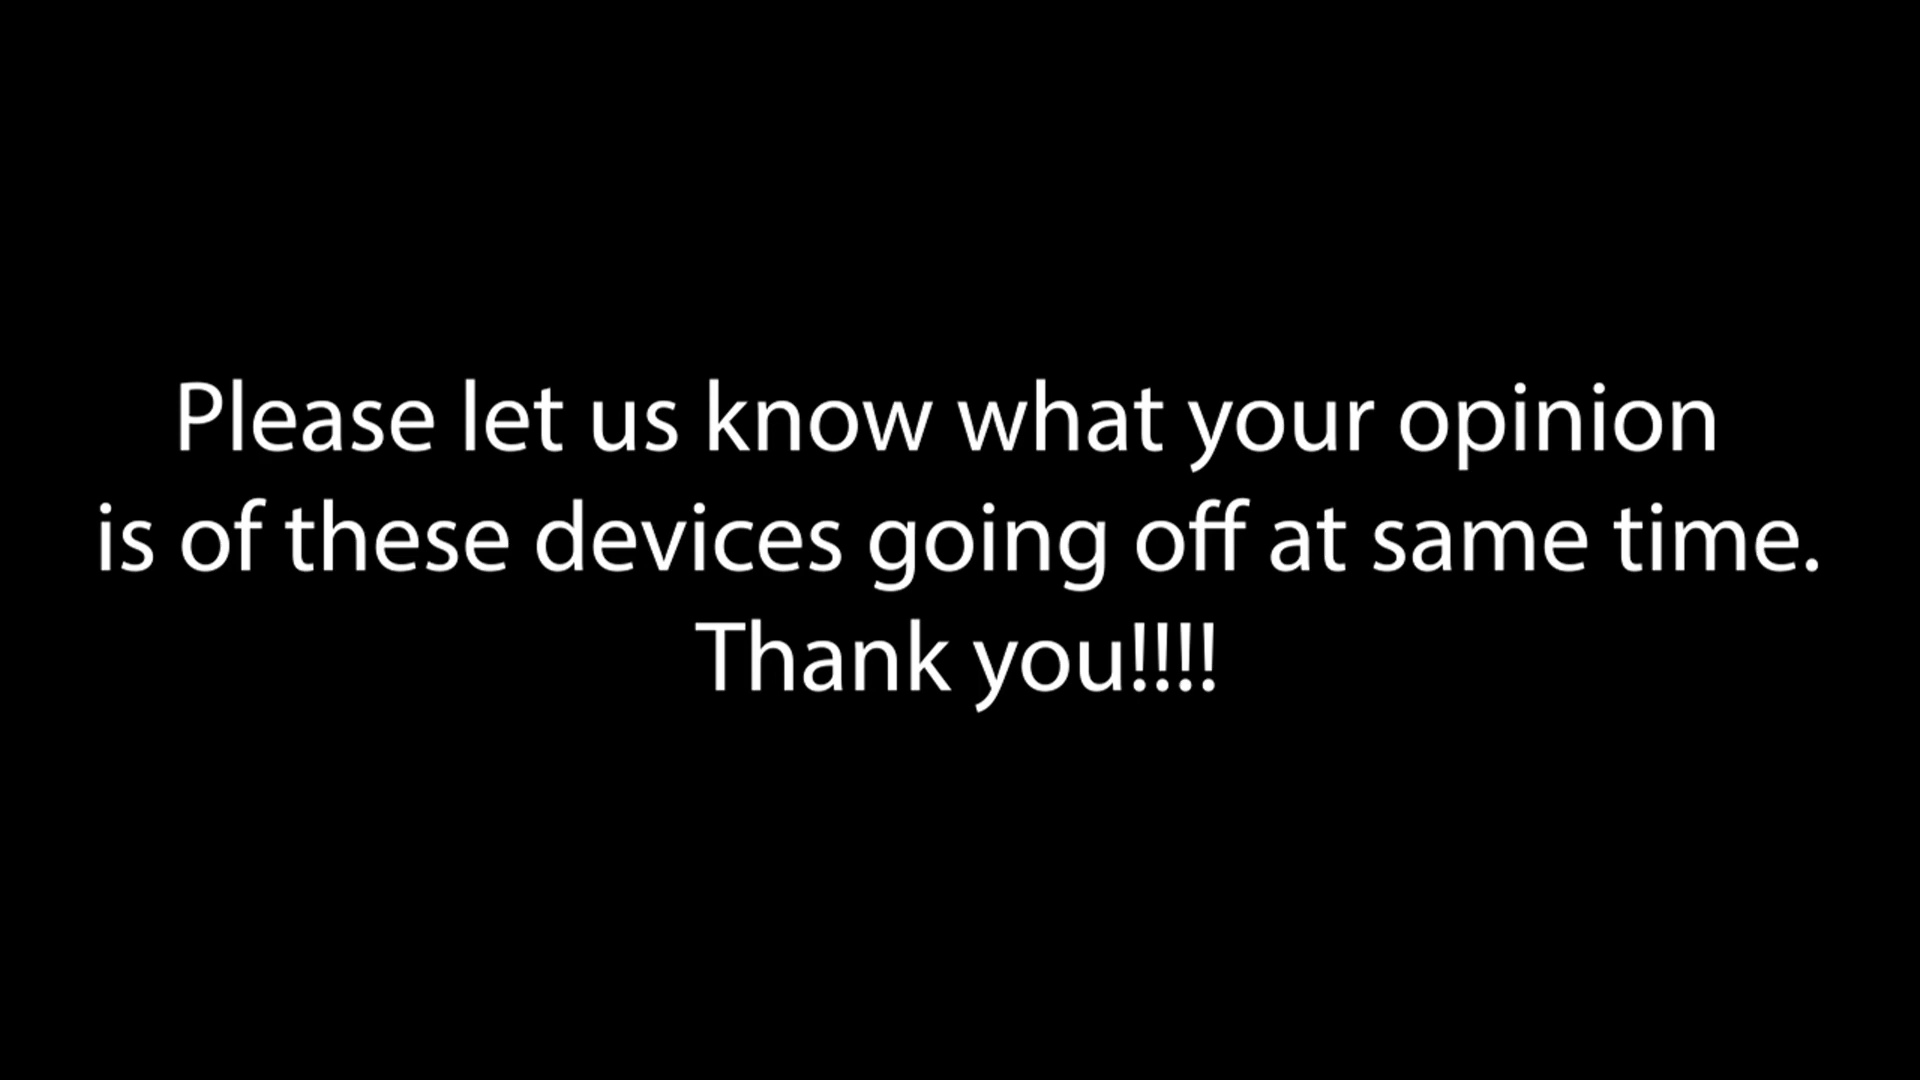 Please let us know what your opinion
is of these devices going off at same time.
Thank you!!!!